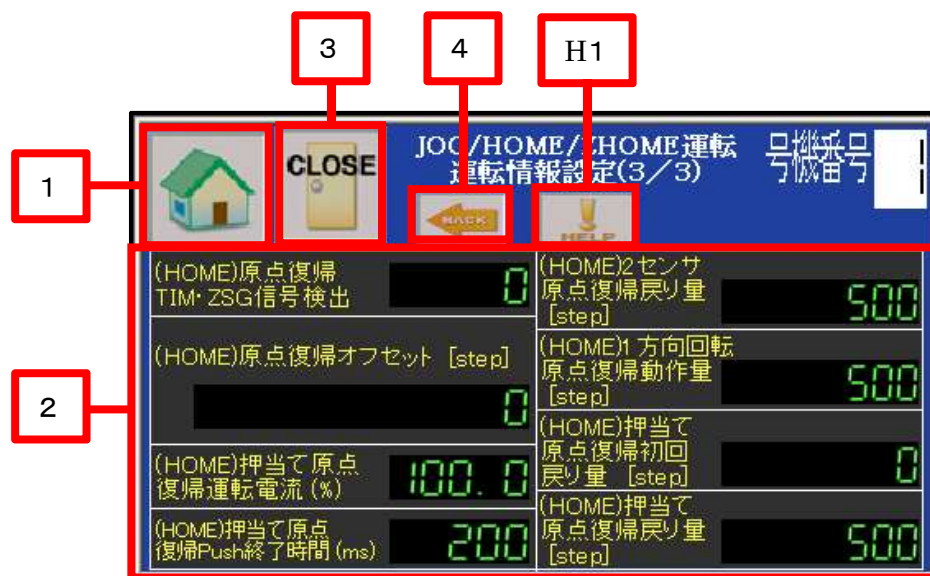 3
4
H1
1
CLOSE
JOG/HOME/ZHOME運転
運転情報設定(3/3)
号機番号
1
BACK
HELP
2
(HOME)原点復帰
TIM・ZSG信号検出
0
(HOME)原点復帰オフセット [step]
0
(HOME)押当て原点
復帰運転電流(%)
100.0
(HOME)押当て原点
復帰Push終了時間(ms)
200
(HOME)2センサ
原点復帰戻り量
[step]
500
(HOME)1方向回転
原点復帰動作量
[step]
500
(HOME)押当て
原点復帰初回
戻り量 [step]
0
(HOME)押当て
原点復帰戻り量
[step]
500